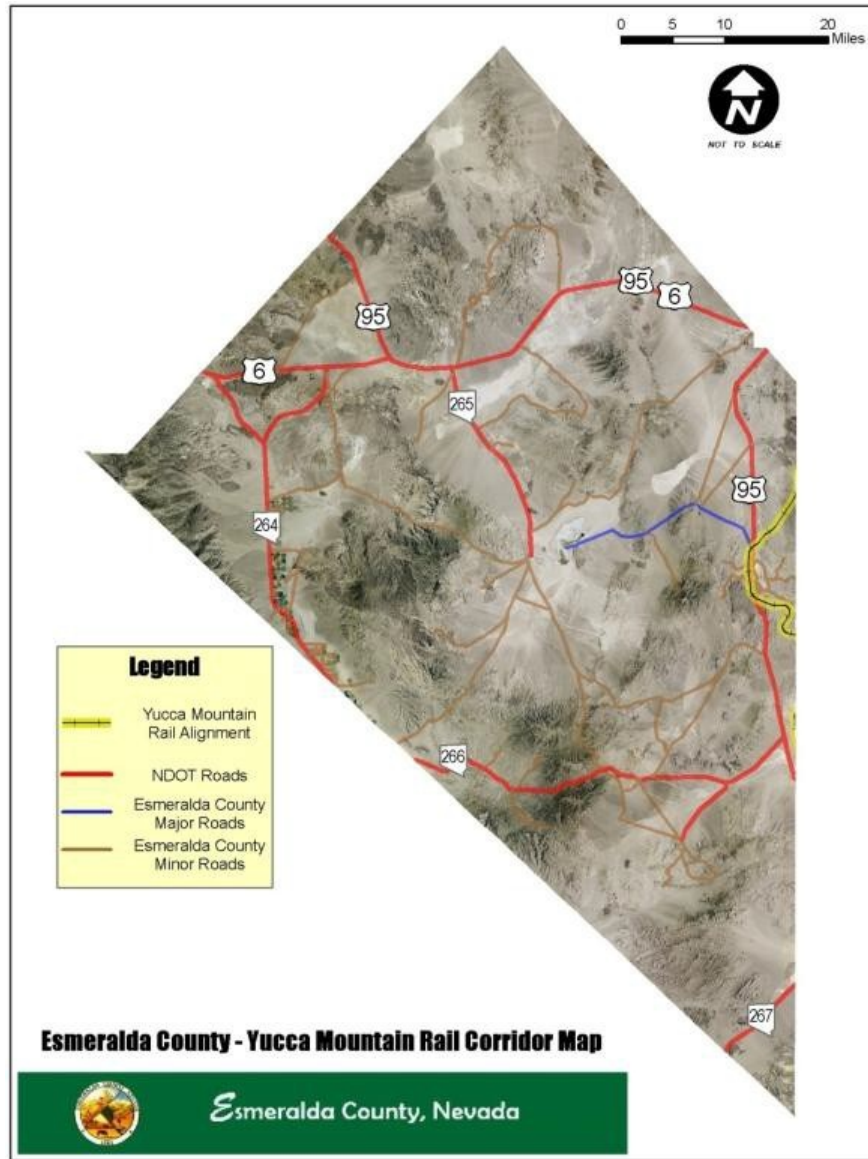 0 5 10 20
Miles
N
NOT TO SCALE
95
6
95
95
6
265
264
95
Legend
Yucca Mountain
Rail Alignment
NDOT Roads
Esmeralda County
Major Roads
Esmeralda County
Minor Roads
266
267
Esmeralda County - Yucca Mountain Rail Corridor Map
Esmeralda County, Nevada